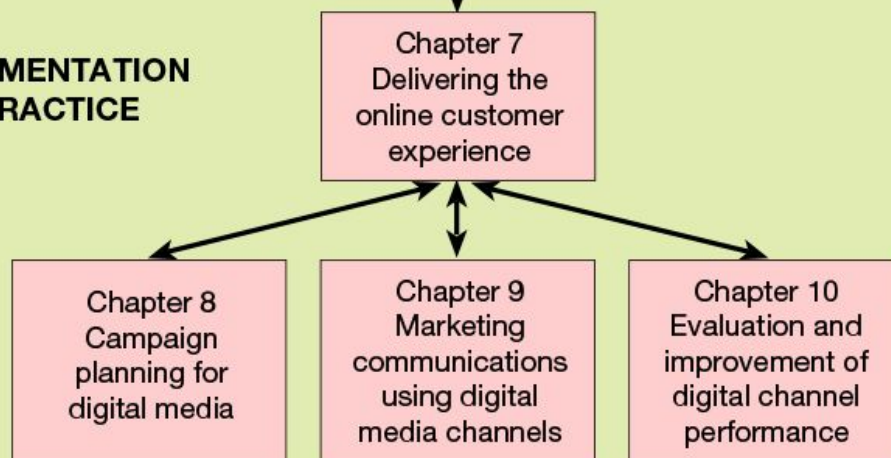 MENTATION
RACTICE
Chapter 7
Delivering the
online customer
experience
Chapter 8
Campaign
planning for
digital media
Chapter 9
Marketing
communications
using digital
media channels
Chapter 10
Evaluation and
improvement of
digital channel
performance